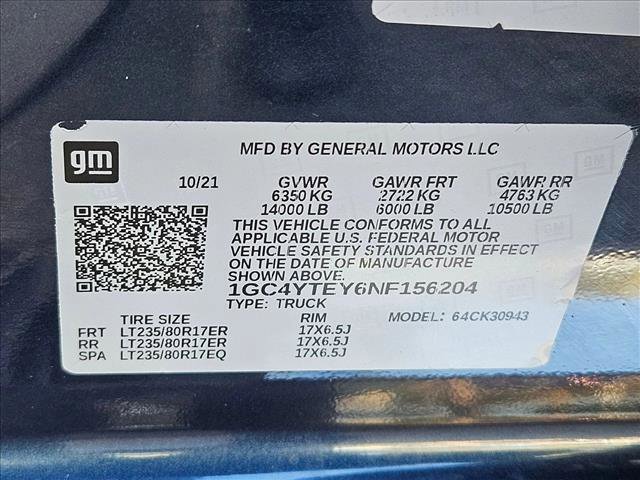 gm
MFD BY GENERAL MOTORS LLC
10/21 GVWR GAWR FRT GAWR RR
6350 KG 2722 KG 4763 KG
14000 LB 6000 LB 10500 LB
THIS VEHICLE CONFORMS TO ALL
APPLICABLE U.S. FEDERAL MOTOR
VEHICLE SAFETY STANDARDS IN EFFECT
ON THE DATE OF MANUFACTURE
SHOWN ABOVE.
1GC4YTEY6NF156204
TYPE: TRUCK MODEL: 64CK30943
TIRE SIZE RIM
FRT LT235/80R17ER 17X6.5J
RR LT235/80R17ER 17X6.5J
SPA LT235/80R17EQ 17X6.5J